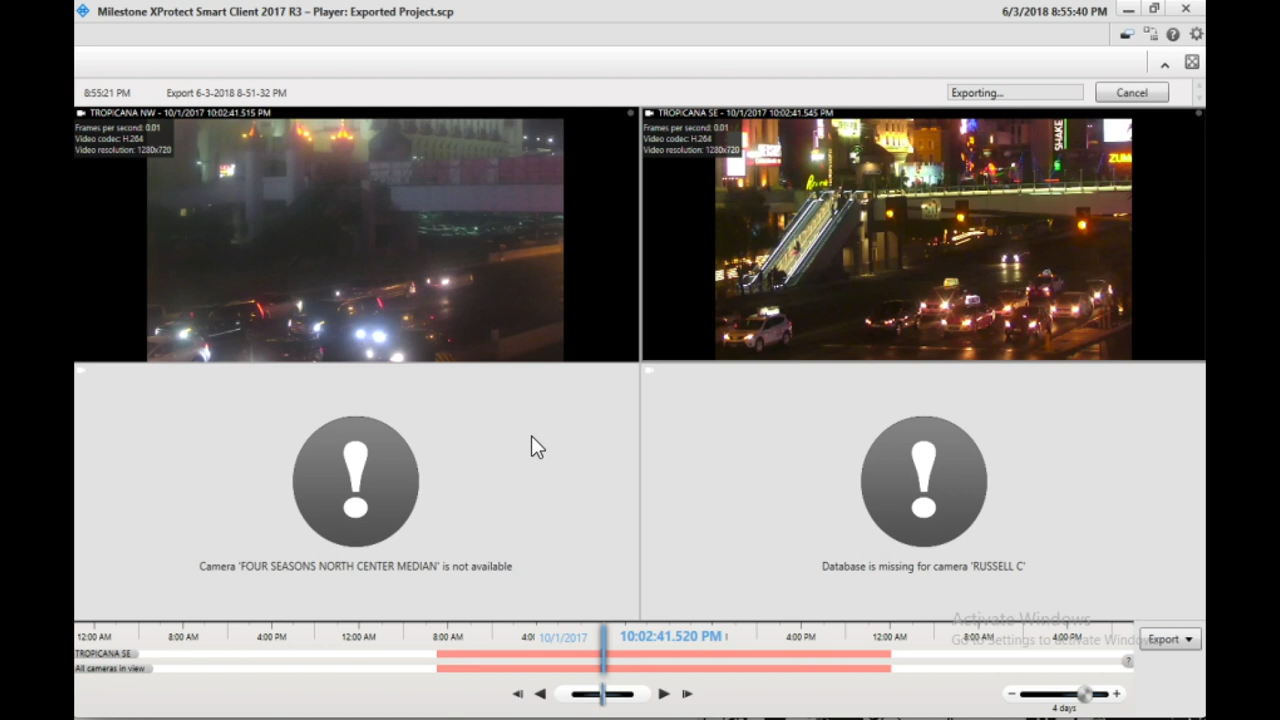 Milestone XProtect Smart Client 2017 R3 – Player: Exported Project.scp
6/3/2018 8:55:40 PM
8:55:21 PM
Export 6-3-2018 8-51-32 PM
Exporting...
Cancel
TROPICANA NW - 10/1/2017 10:02:41.515 PM
Frames per second: 0.01
Video codec: H.264
Video resolution: 1280x720
TROPICANA SE - 10/1/2017 10:02:41.545 PM
Frames per second: 0.01
Video codec: H.264
Video resolution: 1280x720
SHAKE
Camera 'FOUR SEASONS NORTH CENTER MEDIAN' is not available
Database is missing for camera 'RUSSELL C'
Activate Windows
Go to Settings to activate Windows.
12:00 AM 8:00 AM 4:00 PM 12:00 AM 8:00 AM 4:0 10/1/2017 10:02:41.520 PM 4:00 PM 12:00 AM 8:00 AM 4:00 PM
Export
TROPICANA SE
All cameras in view
4 days